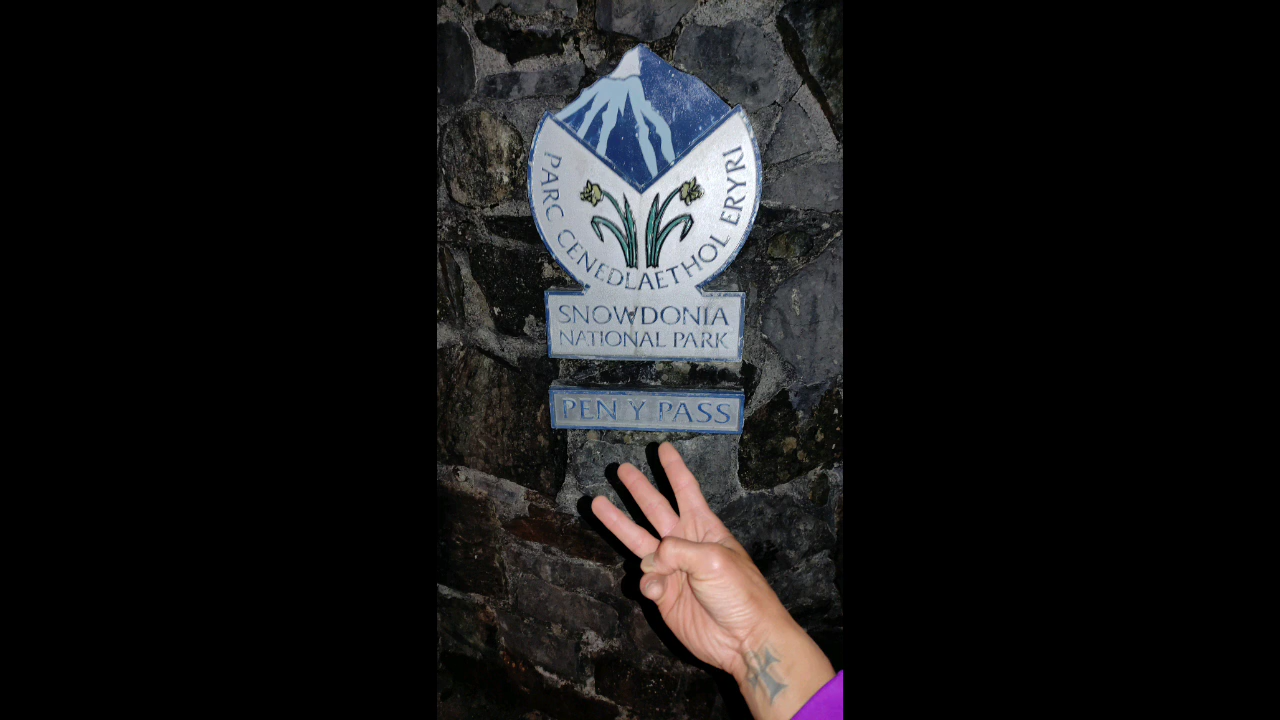 PARC CENEDLAETHOL ERYRI
SNOWDONIA
NATIONAL PARK
PEN Y PASS